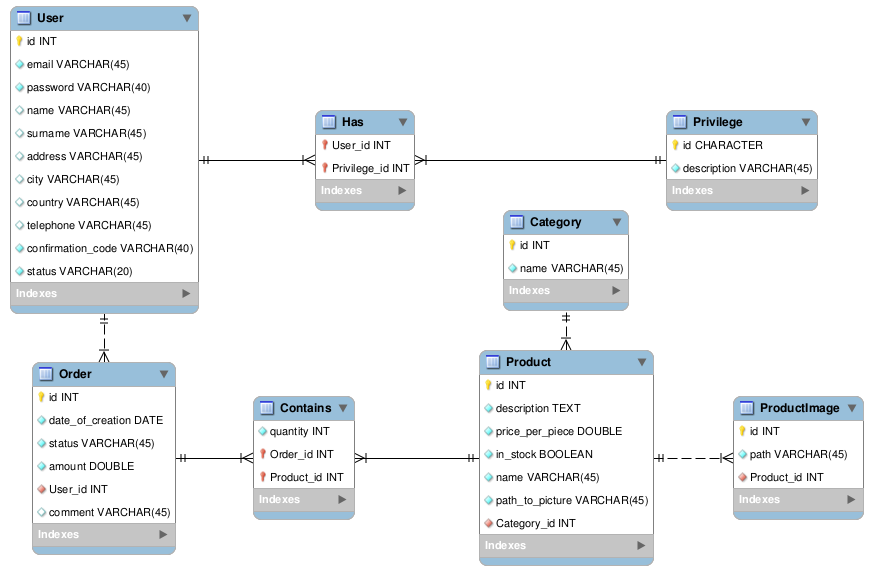 User
id INT
email VARCHAR(45)
password VARCHAR(40)
name VARCHAR(45)
surname VARCHAR(45)
address VARCHAR(45)
city VARCHAR(45)
country VARCHAR(45)
telephone VARCHAR(45)
confirmation_code VARCHAR(40)
status VARCHAR(20)
Indexes
Has
User_id INT
Privilege_id INT
Indexes
Privilege
id CHARACTER
description VARCHAR(45)
Indexes
Category
id INT
name VARCHAR(45)
Indexes
Order
id INT
date_of_creation DATE
status VARCHAR(45)
amount DOUBLE
User_id INT
comment VARCHAR(45)
Indexes
Contains
quantity INT
Order_id INT
Product_id INT
Indexes
Product
id INT
description TEXT
price_per_piece DOUBLE
in_stock BOOLEAN
name VARCHAR(45)
path_to_picture VARCHAR(45)
Category_id INT
Indexes
ProductImage
id INT
path VARCHAR(45)
Product_id INT
Indexes